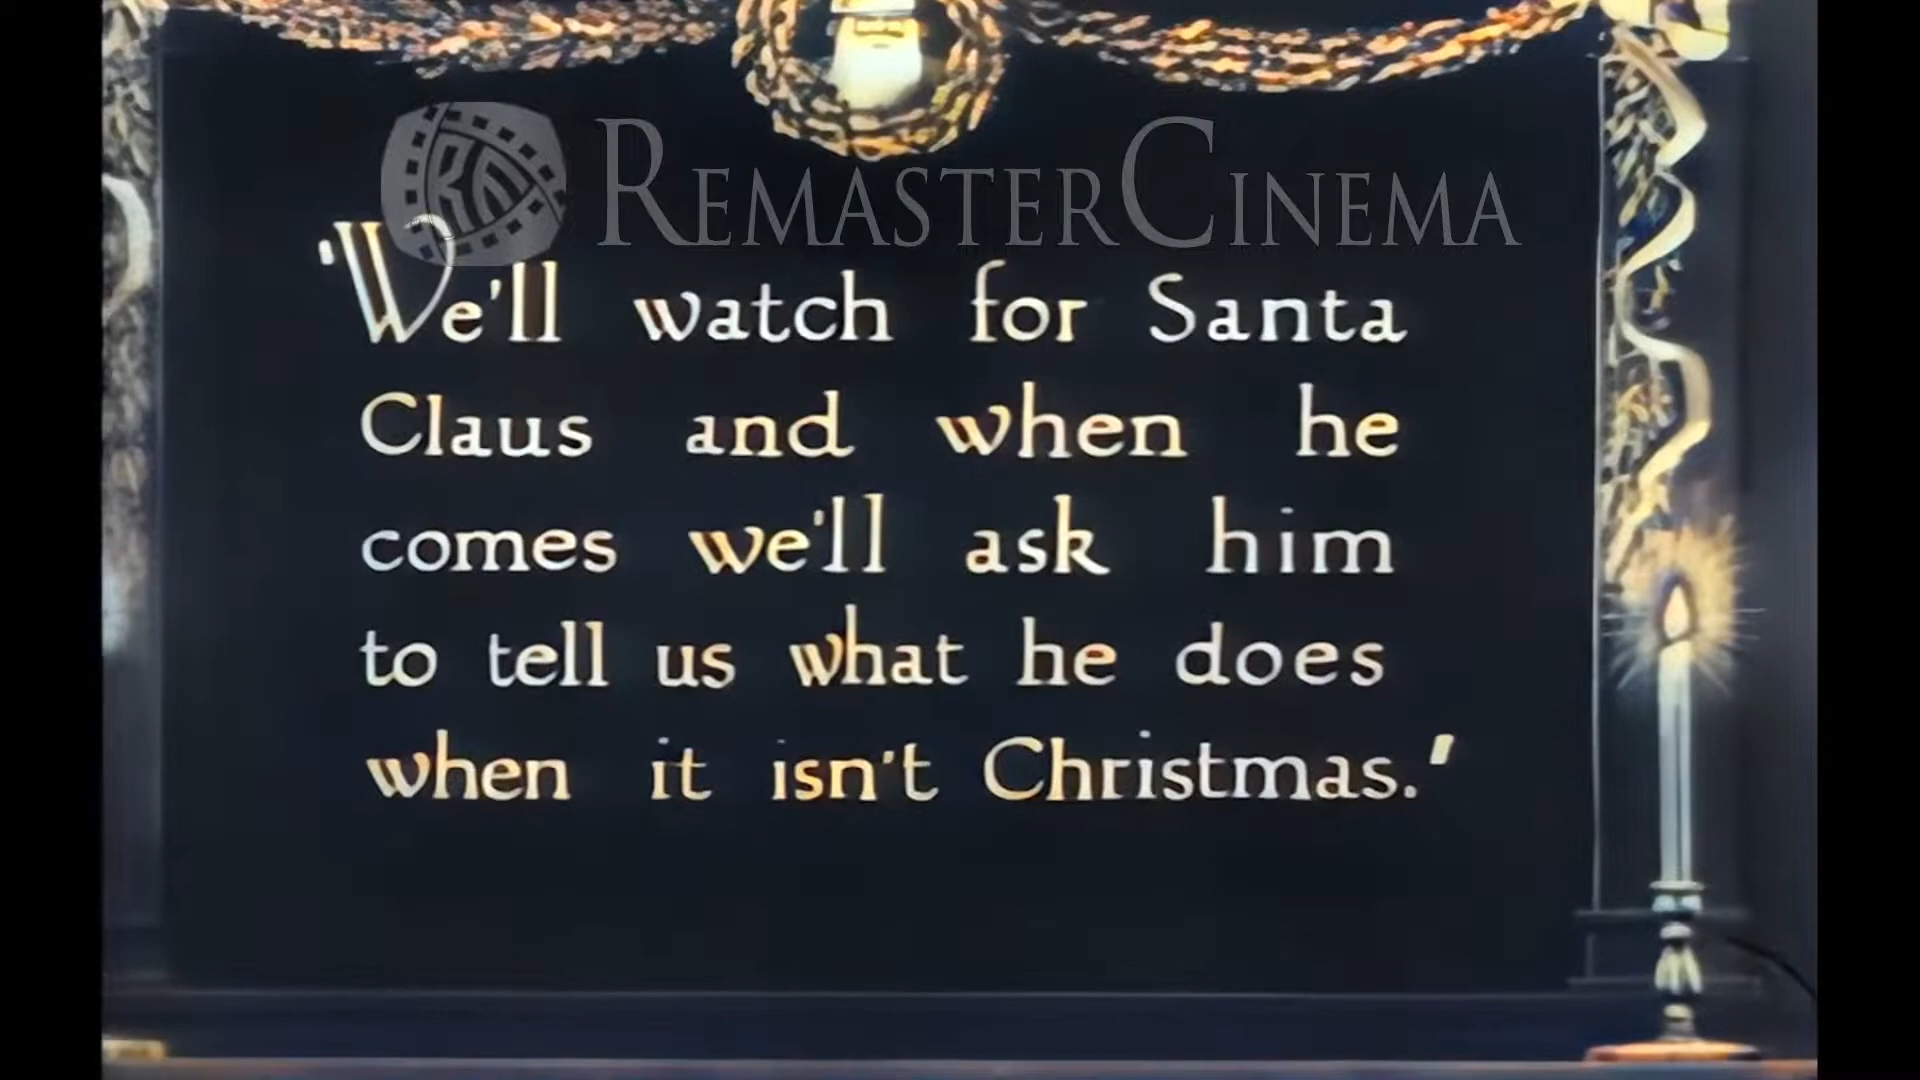 REMASTERCINEMA
'We'll watch for Santa
Claus and when he
comes we'll ask him
to tell us what he does
when it isn't Christmas.'